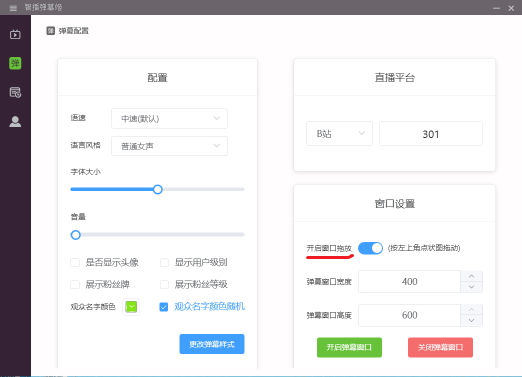 智播弹幕姬
弹 弹幕配置
弹
配置
语速
中速(默认)
语言风格
普通女声
字体大小
音量
是否显示头像
显示用户级别
展示粉丝牌
展示粉丝等级
观众名字颜色
观众名字颜色随机
更改弹幕样式
直播平台
B站
301
窗口设置
开启窗口拖放
(按左上角点状图拖动)
弹幕窗口宽度
400
弹幕窗口高度
600
开启弹幕窗口
关闭弹幕窗口